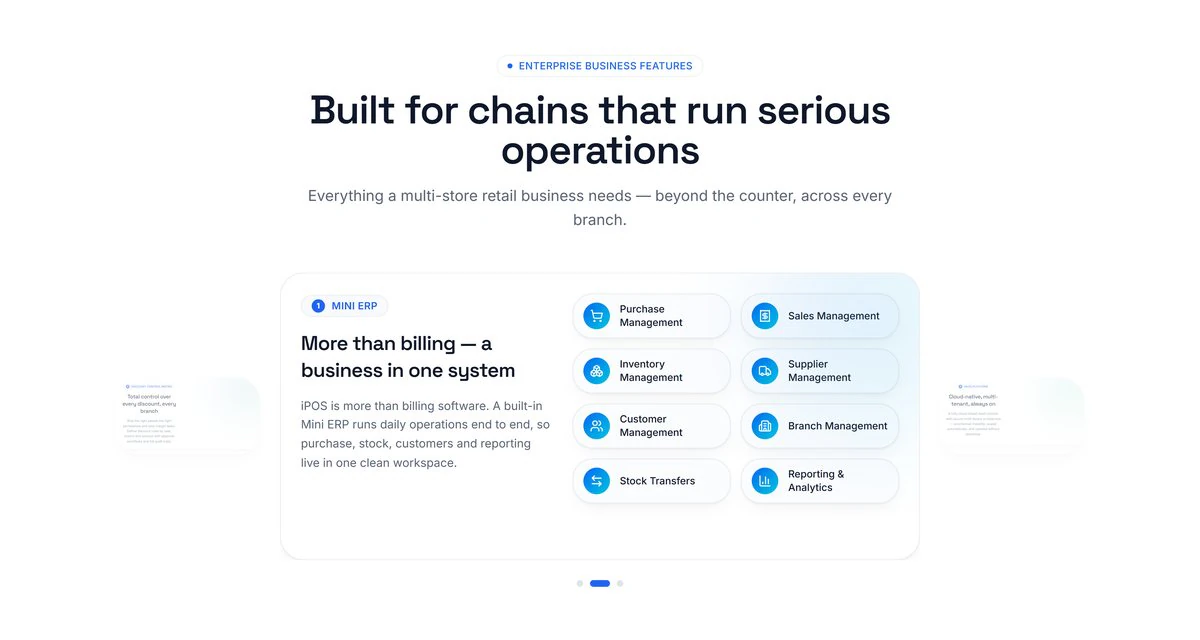 ENTERPRISE BUSINESS FEATURES
Built for chains that run serious
operations
Everything a multi-store retail business needs — beyond the counter, across every
branch.
1 MINI ERP
More than billing — a
business in one system
iPOS is more than billing software. A built-in
Mini ERP runs daily operations end to end, so
purchase, stock, customers and reporting
live in one clean workspace.
Purchase
Management
Sales Management
Inventory
Management
Supplier
Management
Customer
Management
Branch Management
Stock Transfers
Reporting &
Analytics
Total control over
every discount, every
branch
Cloud-native, multi-
tenant, always on